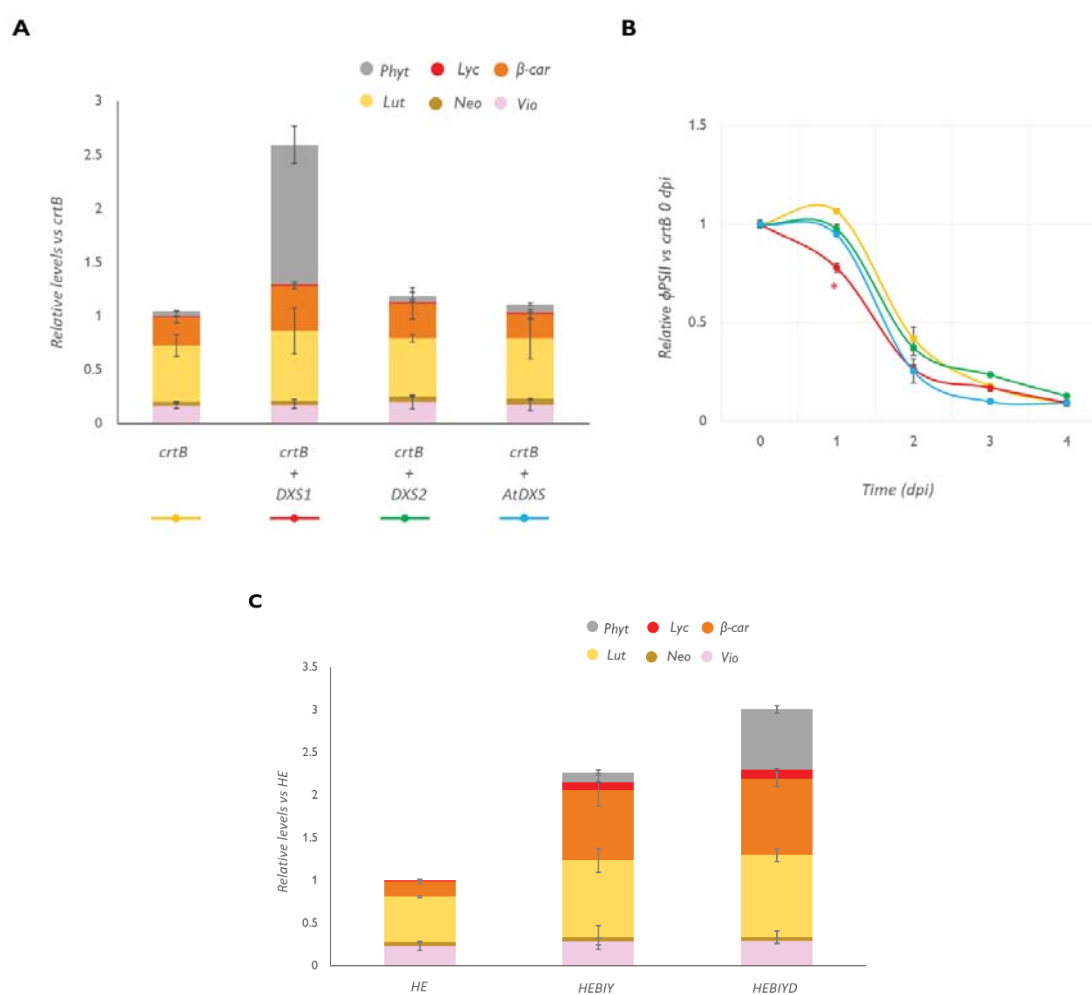 A
Phyt Lyc β-car
Lut Neo Vio
Relative levels vs crtB
3
2.5
2
1.5
1
0.5
0
crtB crtB crtB crtB
+ + +
DXS1 DXS2 AtDXS
B
Relative ϕPSII vs crtB 0 dpi
1.5
1
0.5
0
*
0 1 2 3 4
Time (dpi)
C
Phyt Lyc β-car
Lut Neo Vio
Relative levels vs HE
3.5
3
2.5
2
1.5
1
0.5
0
HE HEBIY HEBIYD